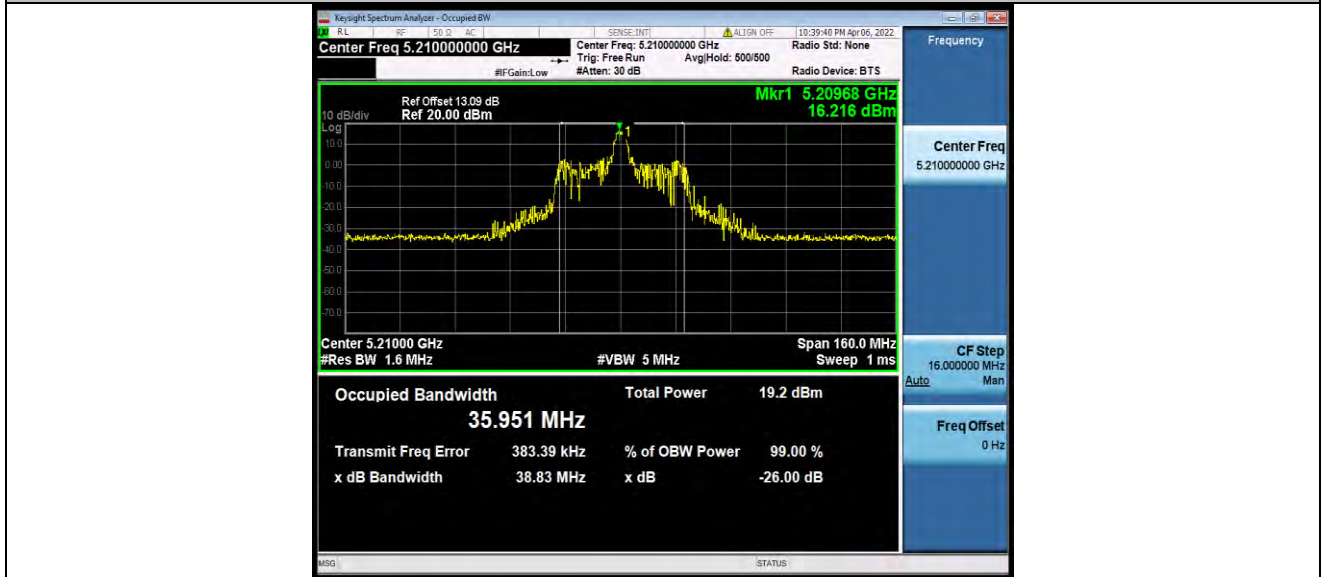 Keysight Spectrum Analyzer - Occupied BW
RL RF 50 Ω AC SENSE:INT ALIGN OFF 10:39:40 PM Apr 06, 2022
Center Freq 5.210000000 GHz
Center Freq: 5.210000000 GHz Radio Std: None
Trig: Free Run Avg|Hold: 500/500
#IFGain:Low #Atten: 30 dB Radio Device: BTS
Mkr1 5.20968 GHz
16.216 dBm
Ref Offset 13.09 dB
10 dB/div Ref 20.00 dBm
Log
10.0
0.00
-10.0
-20.0
-30.0
-40.0
-50.0
-60.0
-70.0
1
Center 5.21000 GHz Span 160.0 MHz
#Res BW 1.6 MHz #VBW 5 MHz Sweep 1 ms
Occupied Bandwidth Total Power 19.2 dBm
35.951 MHz
Transmit Freq Error 383.39 kHz % of OBW Power 99.00 %
x dB Bandwidth 38.83 MHz x dB -26.00 dB
MSG STATUS
Frequency
Center Freq
5.210000000 GHz
CF Step
16.000000 MHz
Auto Man
Freq Offset
0 Hz